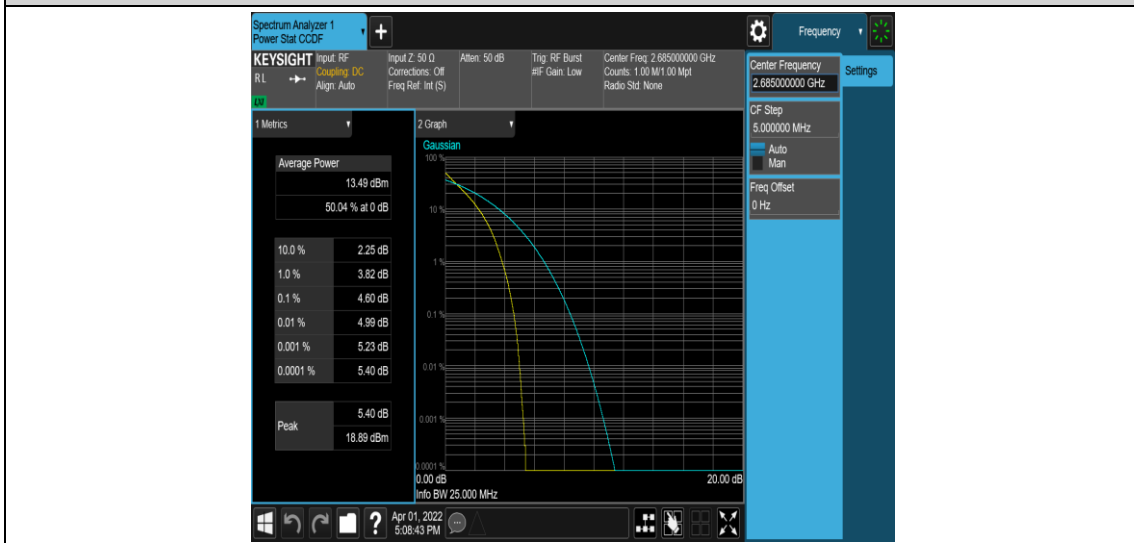 Spectrum Analyzer 1
Power Stat CCDF
+
Frequency
KEYSIGHT
RL
LXI
Input: RF
Coupling: DC
Align: Auto
Input Z: 50 Ω
Corrections: Off
Freq Ref: Int (S)
Atten: 50 dB
Trig: RF Burst
#IF Gain: Low
Center Freq: 2.685000000 GHz
Counts: 1.00 M/1.00 Mpt
Radio Std: None
Center Frequency
2.685000000 GHz
Settings
CF Step
5.000000 MHz
Auto
Man
Freq Offset
0 Hz
1 Metrics
Average Power
13.49 dBm
50.04 % at 0 dB
10.0 % 2.25 dB
1.0 % 3.82 dB
0.1 % 4.60 dB
0.01 % 4.99 dB
0.001 % 5.23 dB
0.0001 % 5.40 dB
Peak
5.40 dB
18.89 dBm
2 Graph
Gaussian
100 %
10 %
1 %
0.1 %
0.01 %
0.001 %
0.0001 %
0.00 dB 20.00 dB
Info BW 25.000 MHz
?
Apr 01, 2022
5:08:43 PM